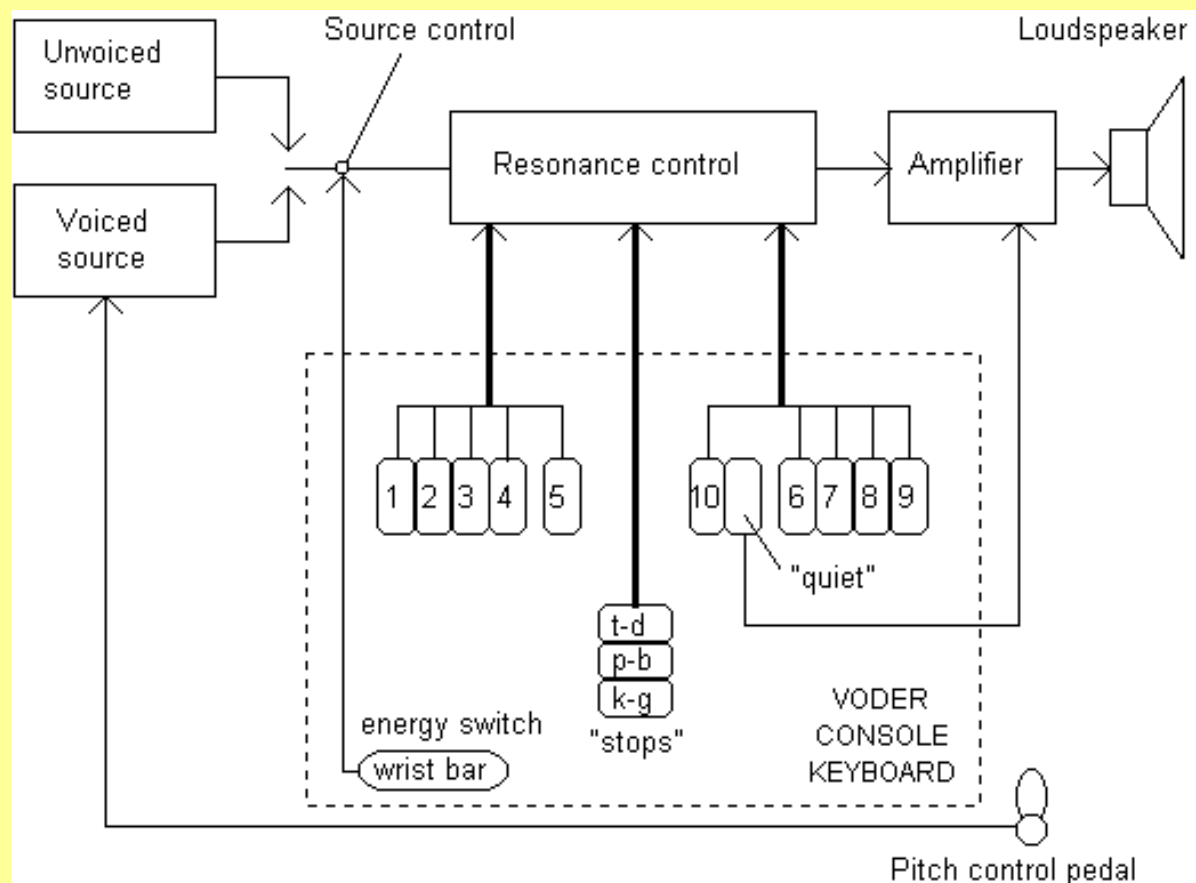 Source control
Loudspeaker
Unvoiced
source
Resonance control
Amplifier
Voiced
source
1 2 3 4 5 10 6 7 8 9
"quiet"
t-d
p-b
k-g
"stops"
energy switch
wrist bar
VODER
CONSOLE
KEYBOARD
Pitch control pedal